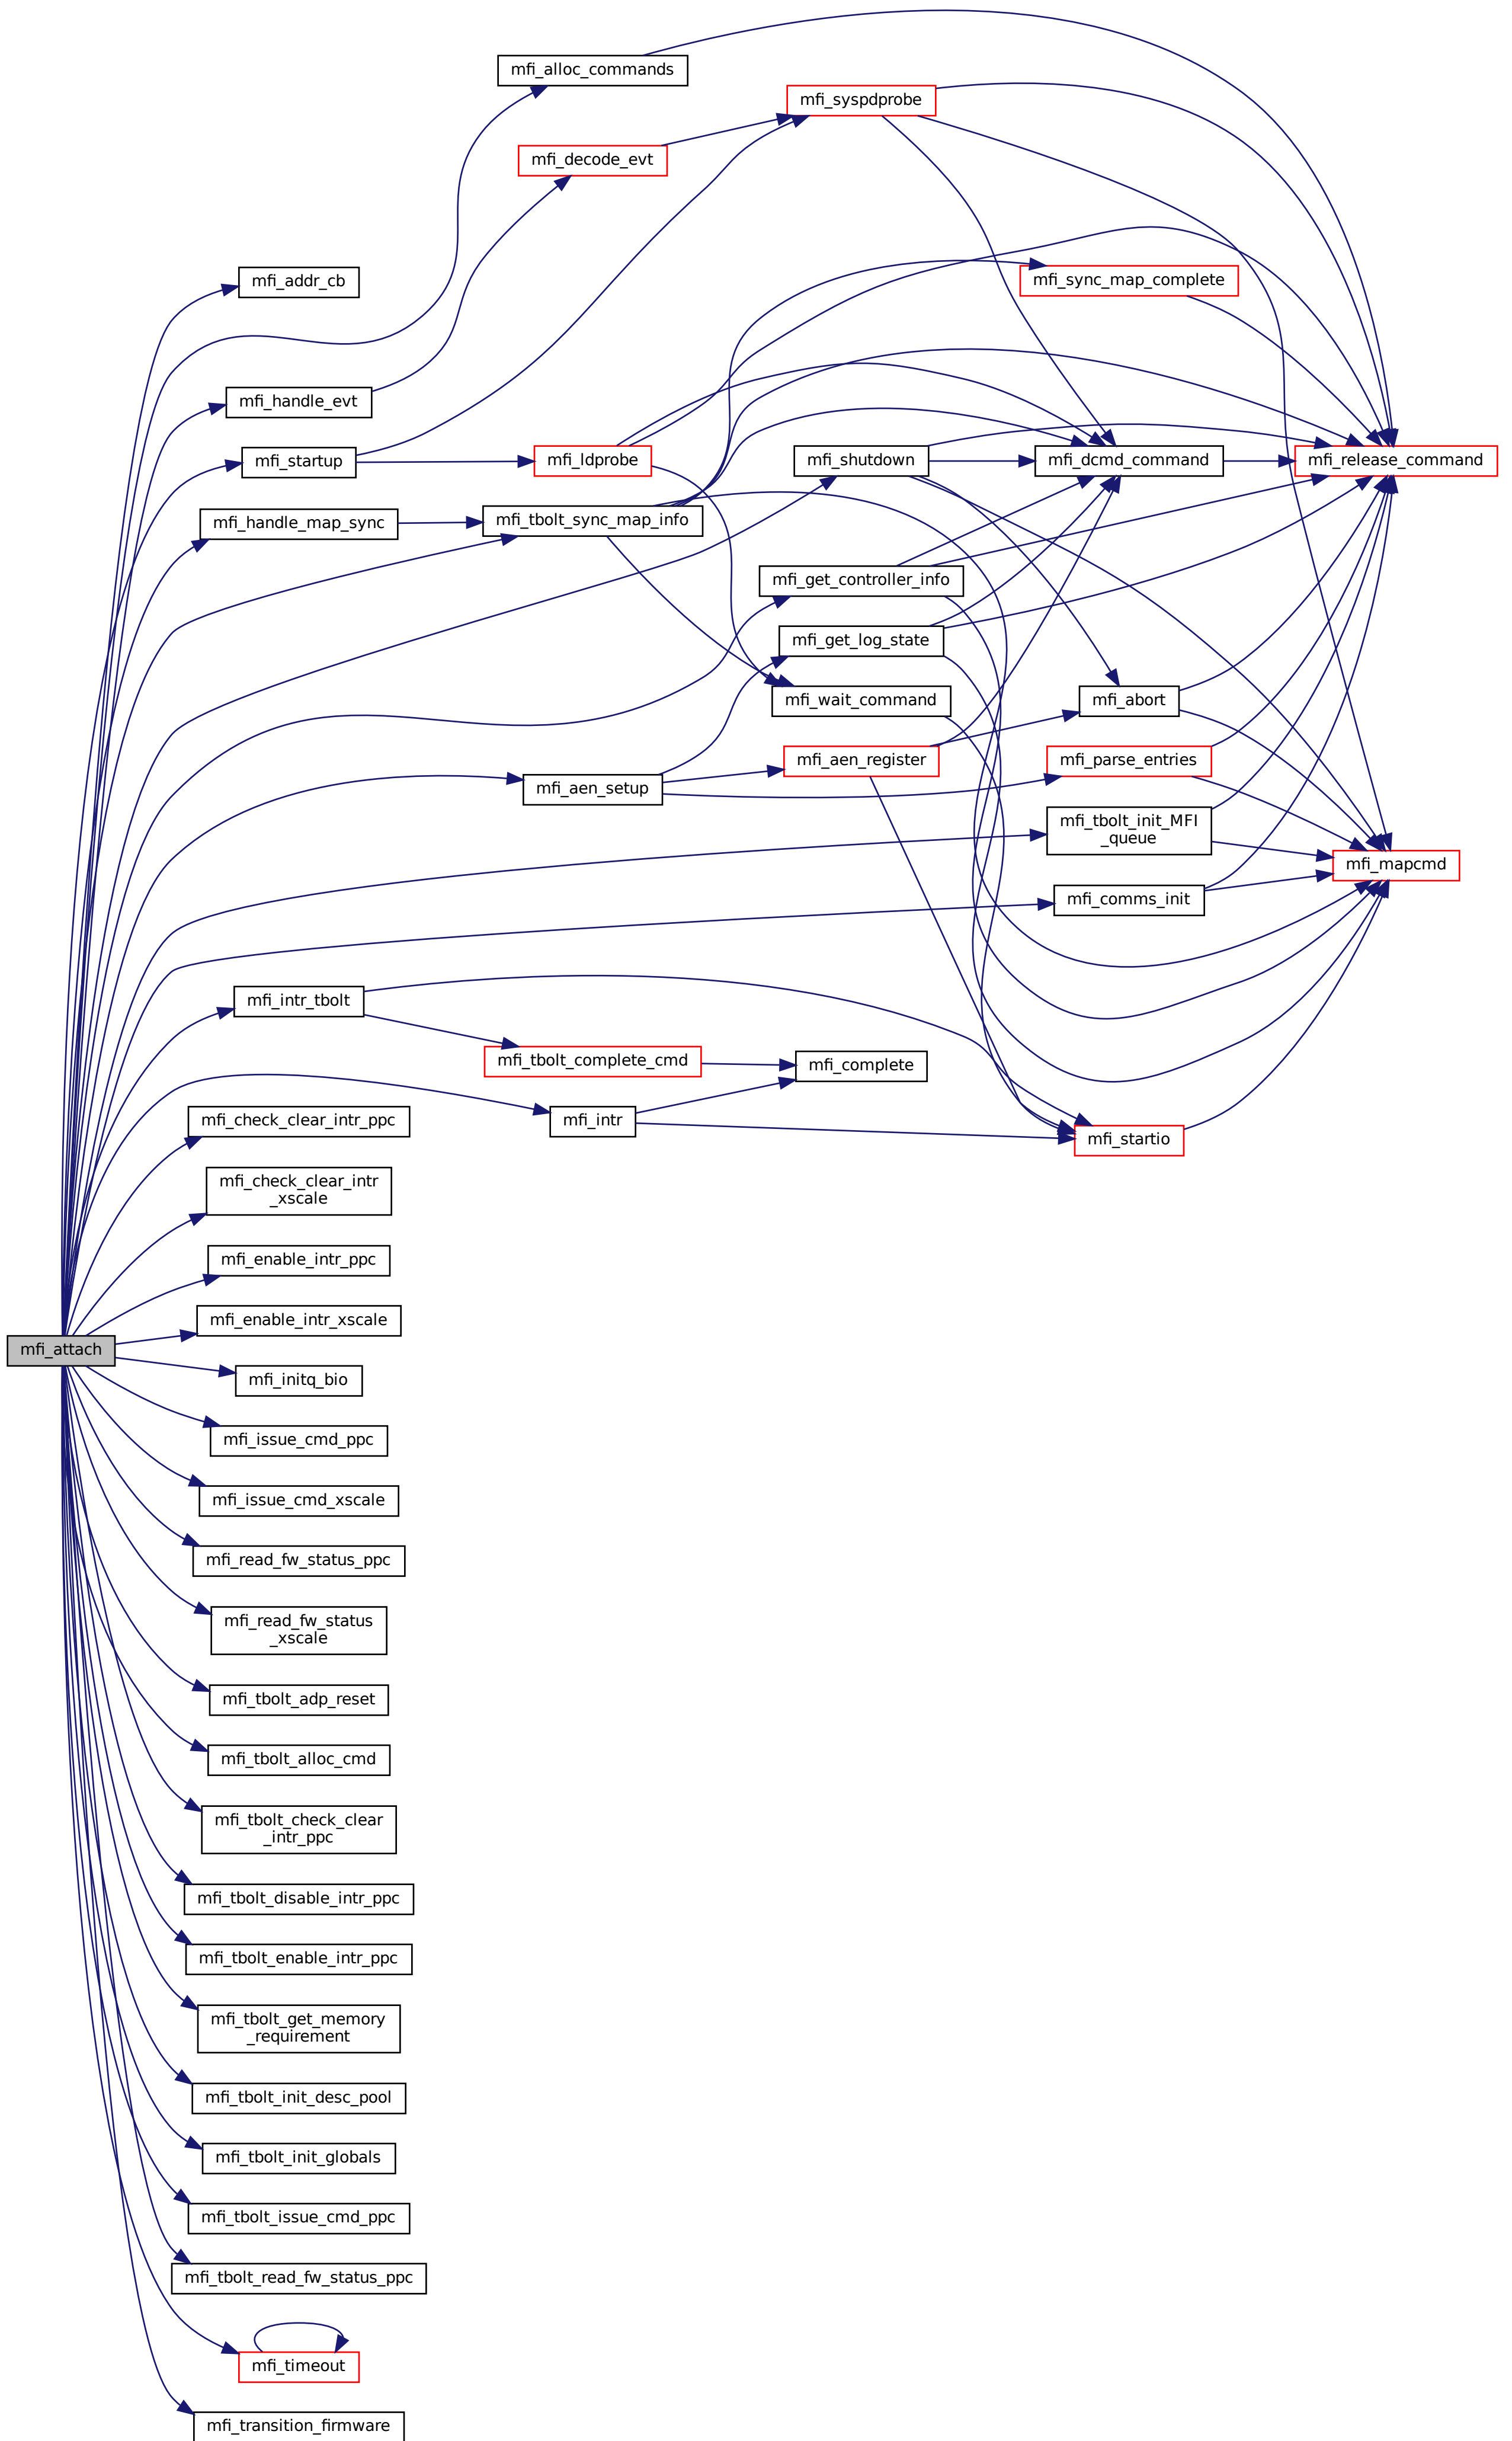 mfi_alloc_commands
mfi_syspdprobe
mfi_decode_evt
mfi_addr_cb
mfi_sync_map_complete
mfi_handle_evt
mfi_startup
mfi_ldprobe
mfi_shutdown
mfi_dcmd_command
mfi_release_command
mfi_handle_map_sync
mfi_tbolt_sync_map_info
mfi_get_controller_info
mfi_get_log_state
mfi_wait_command
mfi_abort
mfi_aen_register
mfi_parse_entries
mfi_aen_setup
mfi_tbolt_init_MFI
_queue
mfi_mapcmd
mfi_comms_init
mfi_intr_tbolt
mfi_tbolt_complete_cmd
mfi_complete
mfi_check_clear_intr_ppc
mfi_intr
mfi_startio
mfi_check_clear_intr
_xscale
mfi_enable_intr_ppc
mfi_enable_intr_xscale
mfi_attach
mfi_initq_bio
mfi_issue_cmd_ppc
mfi_issue_cmd_xscale
mfi_read_fw_status_ppc
mfi_read_fw_status
_xscale
mfi_tbolt_adp_reset
mfi_tbolt_alloc_cmd
mfi_tbolt_check_clear
_intr_ppc
mfi_tbolt_disable_intr_ppc
mfi_tbolt_enable_intr_ppc
mfi_tbolt_get_memory
_requirement
mfi_tbolt_init_desc_pool
mfi_tbolt_init_globals
mfi_tbolt_issue_cmd_ppc
mfi_tbolt_read_fw_status_ppc
mfi_timeout
mfi_transition_firmware